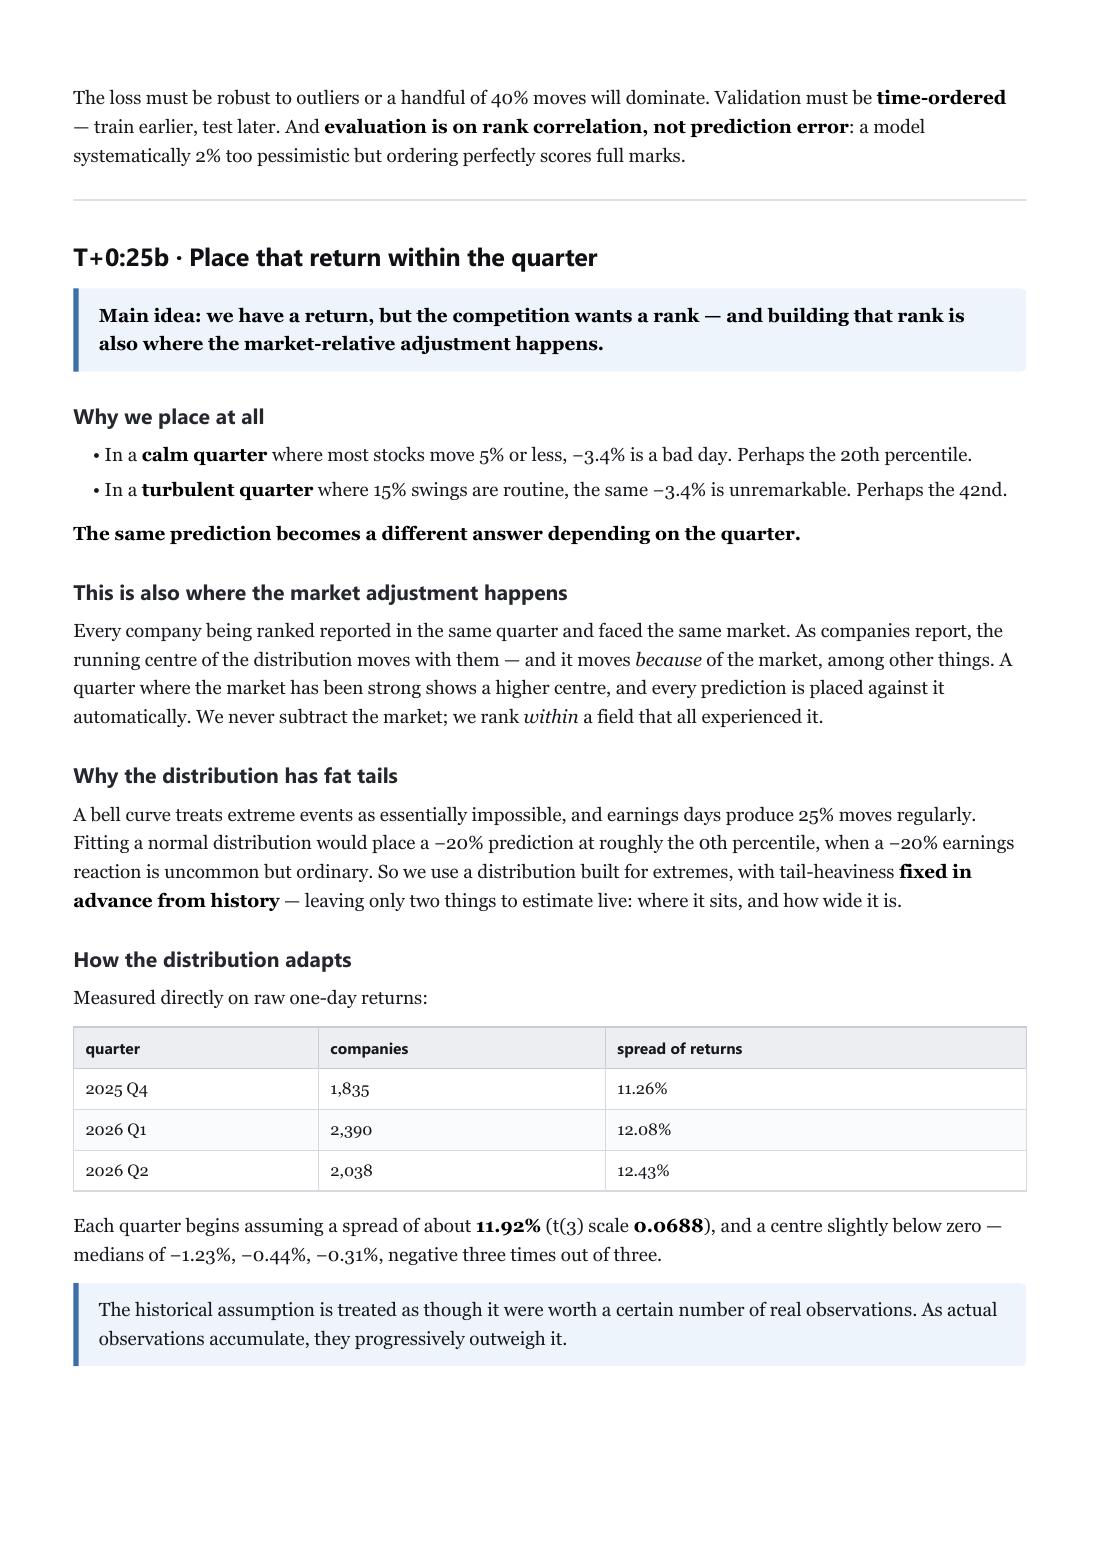 The loss must be robust to outliers or a handful of 40% moves will dominate. Validation must be time-ordered
— train earlier, test later. And evaluation is on rank correlation, not prediction error: a model
systematically 2% too pessimistic but ordering perfectly scores full marks.
T+0:25b · Place that return within the quarter
Main idea: we have a return, but the competition wants a rank — and building that rank is
also where the market-relative adjustment happens.
Why we place at all
• In a calm quarter where most stocks move 5% or less, −3.4% is a bad day. Perhaps the 20th percentile.
• In a turbulent quarter where 15% swings are routine, the same −3.4% is unremarkable. Perhaps the 42nd.
The same prediction becomes a different answer depending on the quarter.
This is also where the market adjustment happens
Every company being ranked reported in the same quarter and faced the same market. As companies report, the
running centre of the distribution moves with them — and it moves because of the market, among other things. A
quarter where the market has been strong shows a higher centre, and every prediction is placed against it
automatically. We never subtract the market; we rank within a field that all experienced it.
Why the distribution has fat tails
A bell curve treats extreme events as essentially impossible, and earnings days produce 25% moves regularly.
Fitting a normal distribution would place a −20% prediction at roughly the 0th percentile, when a −20% earnings
reaction is uncommon but ordinary. So we use a distribution built for extremes, with tail-heaviness fixed in
advance from history — leaving only two things to estimate live: where it sits, and how wide it is.
How the distribution adapts
Measured directly on raw one-day returns:
quarter companies spread of returns
2025 Q4 1,835 11.26%
2026 Q1 2,390 12.08%
2026 Q2 2,038 12.43%
Each quarter begins assuming a spread of about 11.92% (t(3) scale 0.0688), and a centre slightly below zero —
medians of −1.23%, −0.44%, −0.31%, negative three times out of three.
The historical assumption is treated as though it were worth a certain number of real observations. As actual
observations accumulate, they progressively outweigh it.